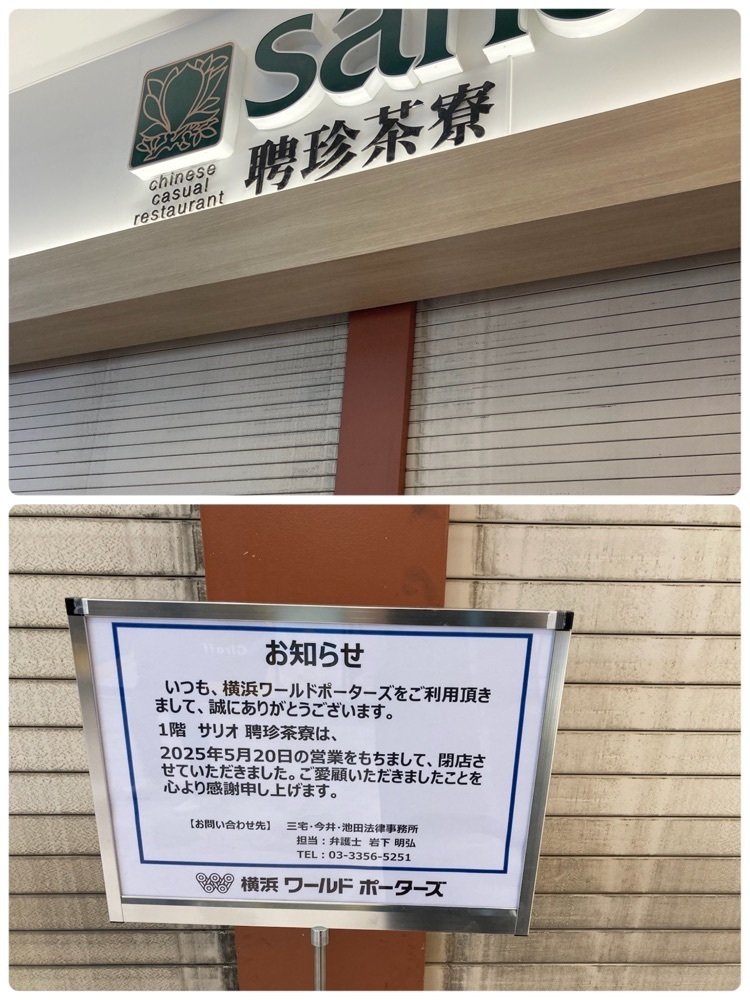 chinese
casual
restaurant
聘珍茶寮
お知らせ
いつも、横浜ワールドポーターズをご利用頂き
まして、誠にありがとうございます。
1階 サリオ 聘珍茶寮は、
2025年5月20日の営業をもちまして、閉店さ
せていただきました。ご愛顧いただきましたことを
心より感謝申し上げます。
【お問い合わせ先】 三宅・今井・池田法律事務所
担当：弁護士 岩下 明弘
TEL：03-3356-5251
横浜 ワールド ポーターズ